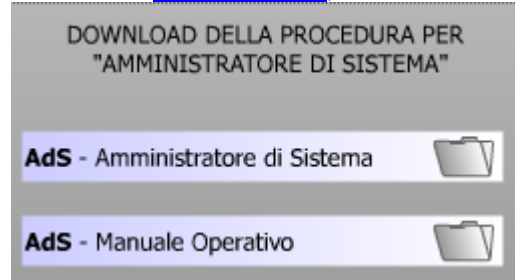 DOWNLOAD DELLA PROCEDURA PER
"AMMINISTRATORE DI SISTEMA"
AdS - Amministratore di Sistema
AdS - Manuale Operativo